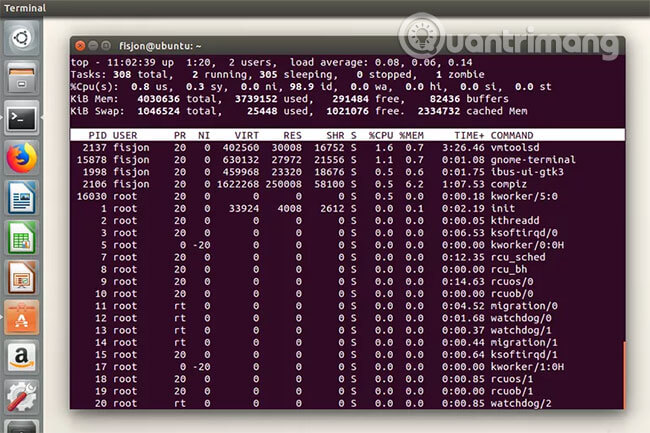 Terminal
Quantrimang
fisjon@ubuntu: ~
top - 11:02:39 up  1:20,  2 users,  load average: 0.08, 0.06, 0.14
Tasks: 308 total,   2 running, 305 sleeping,   0 stopped,   1 zombie
%Cpu(s):  0.8 us,  0.3 sy,  0.0 ni, 98.9 id,  0.0 wa,  0.0 hi,  0.0 si,  0.0 st
KiB Mem:   4030636 total,  3739152 used,   291484 free,    82436 buffers
KiB Swap:  1046524 total,    25448 used,  1021076 free.  2334732 cached Mem
PID USER      PR  NI    VIRT    RES    SHR S  %CPU %MEM     TIME+ COMMAND
2137 fisjon    20   0  402560  30008  16752 S   1.6  0.7   3:26.46 vmtoolsd
15878 fisjon    20   0  630132  27972  21556 S   1.1  0.7   0:01.08 gnome-terminal
1998 fisjon    20   0  459968  23320  18676 S   0.5  0.6   0:01.75 ibus-ui-gtk3
2106 fisjon    20   0 1622268 250008  58100 S   0.5  6.2   1:07.53 compiz
16030 root      20   0       0      0      0 S   0.5  0.0   0:00.18 kworker/5:0
1 root      20   0   33924   4008   2612 S   0.0  0.1   0:02.19 init
2 root      20   0       0      0      0 S   0.0  0.0   0:00.02 kthreadd
3 root      20   0       0      0      0 S   0.0  0.0   0:06.53 ksoftirqd/0
5 root       0 -20       0      0      0 S   0.0  0.0   0:00.00 kworker/0:0H
7 root      20   0       0      0      0 S   0.0  0.0   0:12.35 rcu_sched
8 root      20   0       0      0      0 S   0.0  0.0   0:00.00 rcu_bh
9 root      20   0       0      0      0 S   0.0  0.0   0:14.63 rcuos/0
10 root      20   0       0      0      0 S   0.0  0.0   0:00.00 rcuob/0
11 root      rt   0       0      0      0 S   0.0  0.0   0:04.52 migration/0
12 root      rt   0       0      0      0 S   0.0  0.0   0:01.68 watchdog/0
13 root      rt   0       0      0      0 S   0.0  0.0   0:00.37 watchdog/1
14 root      rt   0       0      0      0 S   0.0  0.0   0:00.44 migration/1
15 root      20   0       0      0      0 S   0.0  0.0   0:00.64 ksoftirqd/1
17 root       0 -20       0      0      0 S   0.0  0.0   0:00.00 kworker/1:0H
18 root      20   0       0      0      0 S   0.0  0.0   0:00.85 rcuos/1
19 root      20   0       0      0      0 S   0.0  0.0   0:00.00 rcuob/1
20 root      rt   0       0      0      0 S   0.0  0.0   0:00.85 watchdog/2